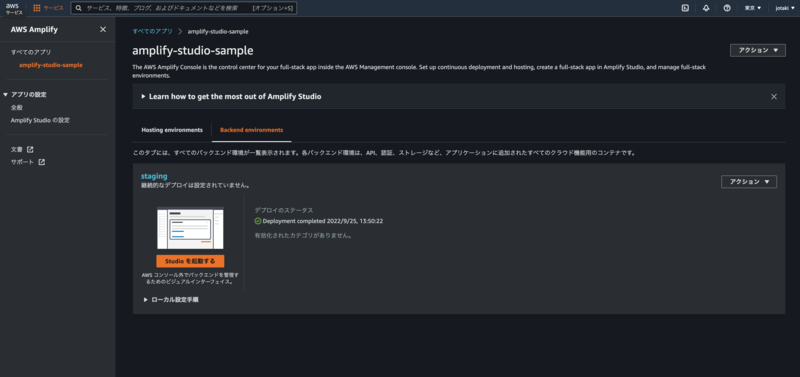 aws
サービス
サービス
サービス、特徴、ブログ、およびドキュメントなどを検索
[オプション+S]
東京
jotaki
AWS Amplify
すべてのアプリ
amplify-studio-sample
アプリの設定
全般
Amplify Studio の設定
文書
サポート
すべてのアプリ
amplify-studio-sample
amplify-studio-sample
アクション
The AWS Amplify Console is the control center for your full-stack app inside the AWS Management console. Set up continuous deployment and hosting, create a full-stack app in Amplify Studio, and manage full-stack
environments.
Learn how to get the most out of Amplify Studio
Hosting environments
Backend environments
このタブには、すべてのバックエンド環境が一覧表示されます。各バックエンド環境は、API、認証、ストレージなど、アプリケーションに追加されたすべてのクラウド機能用のコンテナです。
staging
継続的なデプロイは設定されていません。
アクション
デプロイのステータス
Deployment completed 2022/9/25, 13:50:22
有効化されたカテゴリがありません。
Studio を起動する
AWS コンソール外でバックエンドを管理す
るためのビジュアルインターフェイス。
ローカル設定手順